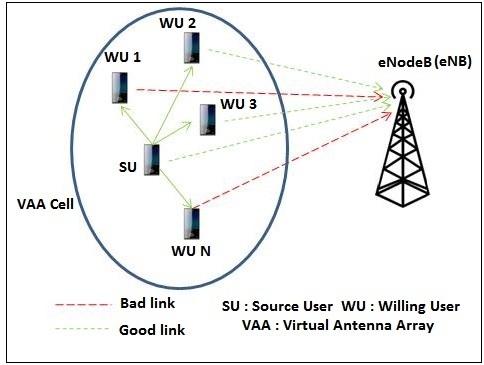 WU 2
eNodeB (eNB)
WU 1
WU 3
SU
VAA Cell
WU N
Bad link
SU : Source User WU : Willing User
Good link
VAA : Virtual Antenna Array